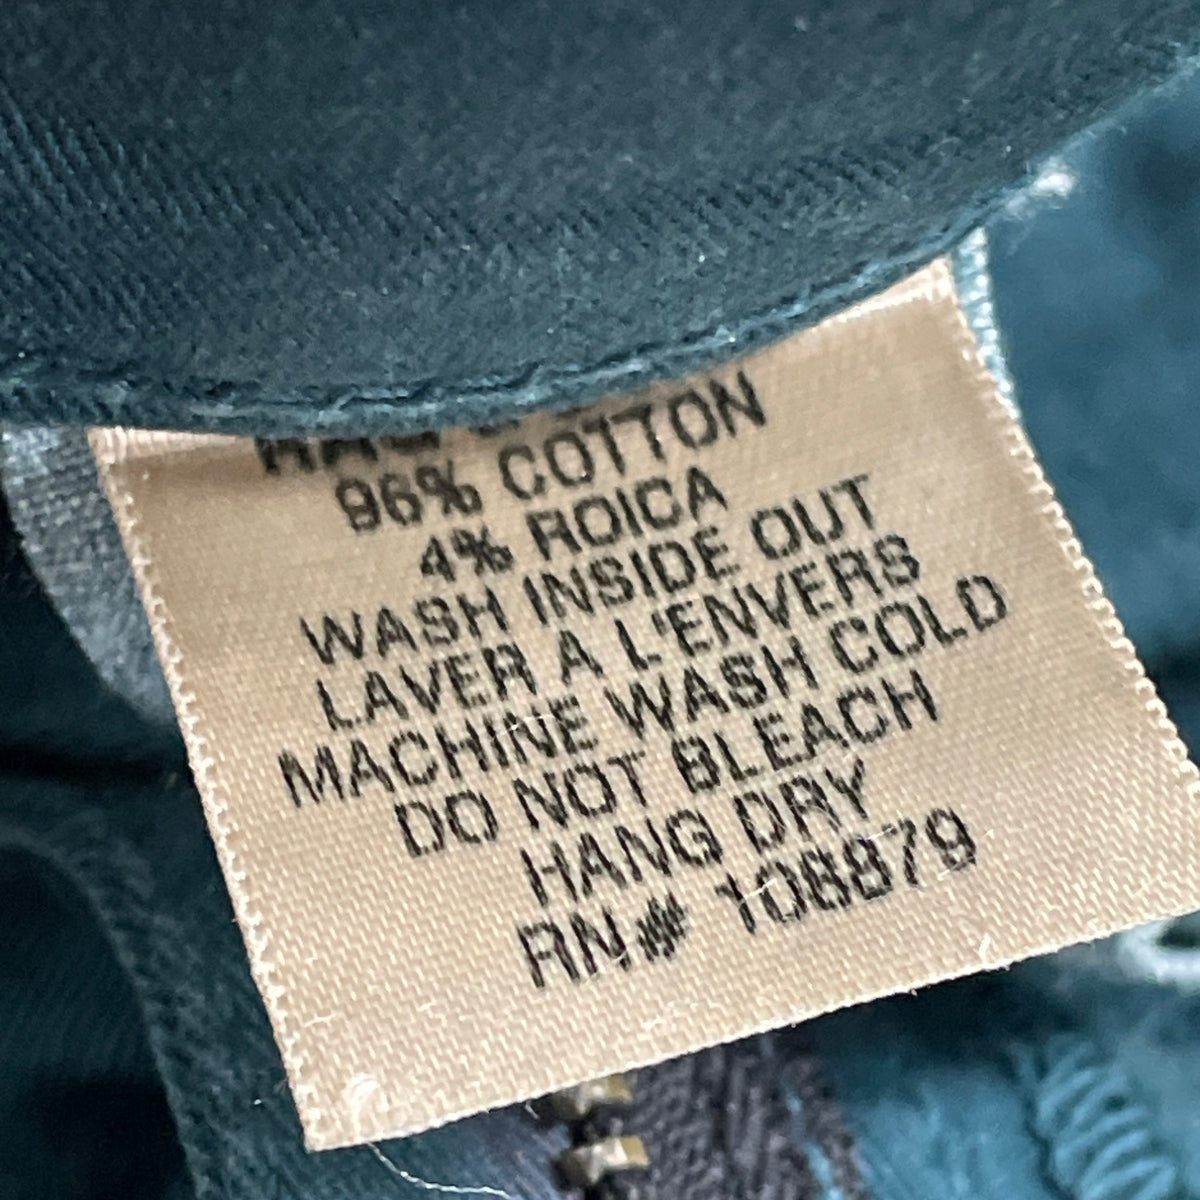 96% COTTON
4% ROICA
WASH INSIDE OUT
LAVER A L'ENVERS
MACHINE WASH COLD
DO NOT BLEACH
HANG DRY
RN# 108879